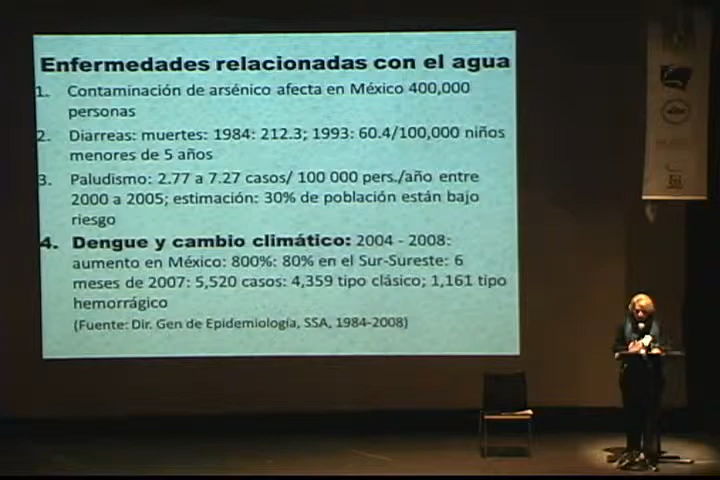 Enfermedades relacionadas con el agua
1. Contaminación de arsénico afecta en México 400,000
personas
2. Diarreas: muertes: 1984: 212.3; 1993: 60.4/100,000 niños
menores de 5 años
3. Paludismo: 2.77 a 7.27 casos/ 100 000 pers./año entre
2000 a 2005; estimación: 30% de población están bajo
riesgo
4. Dengue y cambio climático: 2004 - 2008:
aumento en México: 800%: 80% en el Sur-Sureste: 6
meses de 2007: 5,520 casos: 4,359 tipo clásico; 1,161 tipo
hemorrágico
(Fuente: Dir. Gen de Epidemiología, SSA, 1984-2008)